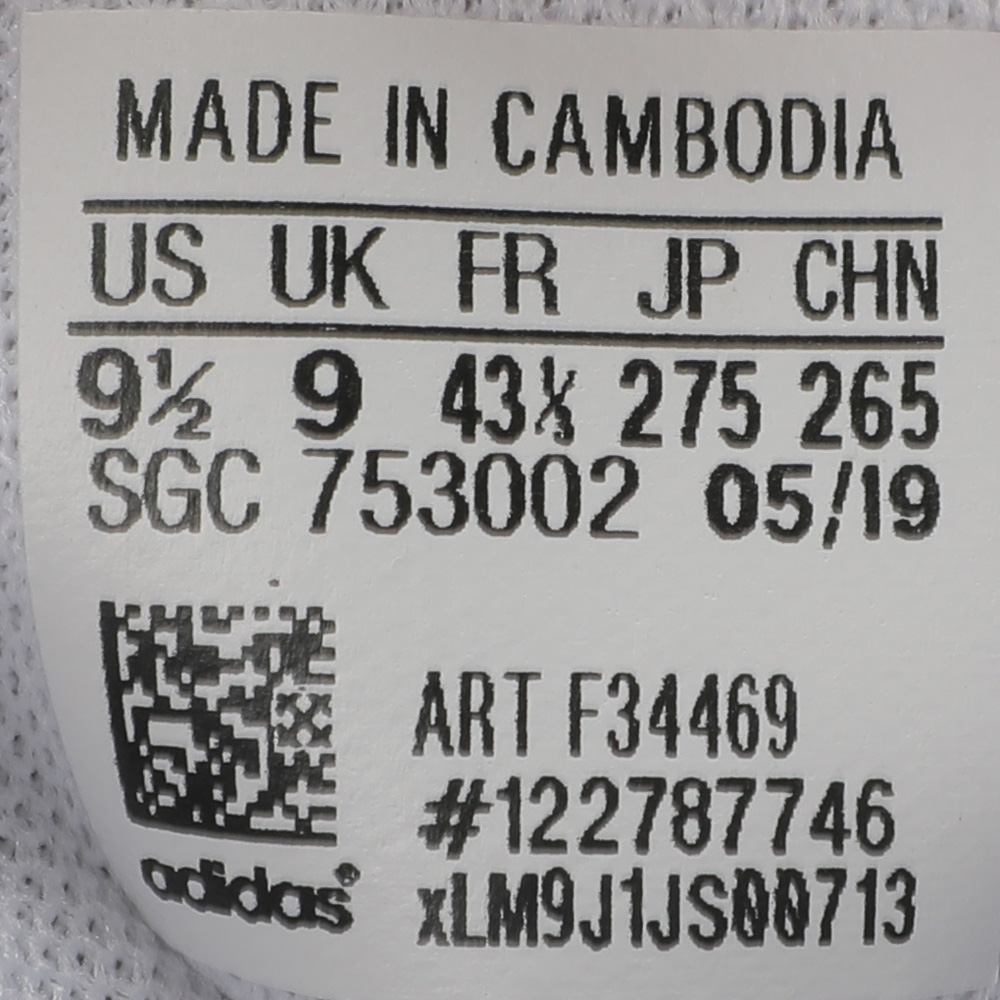 MADE IN CAMBODIA
US UK FR JP CHN
9½ 9 43⅓ 275 265
SGC 753002 05/19
ART F34469
#122787746
xLM9J1JS00713
adidas®